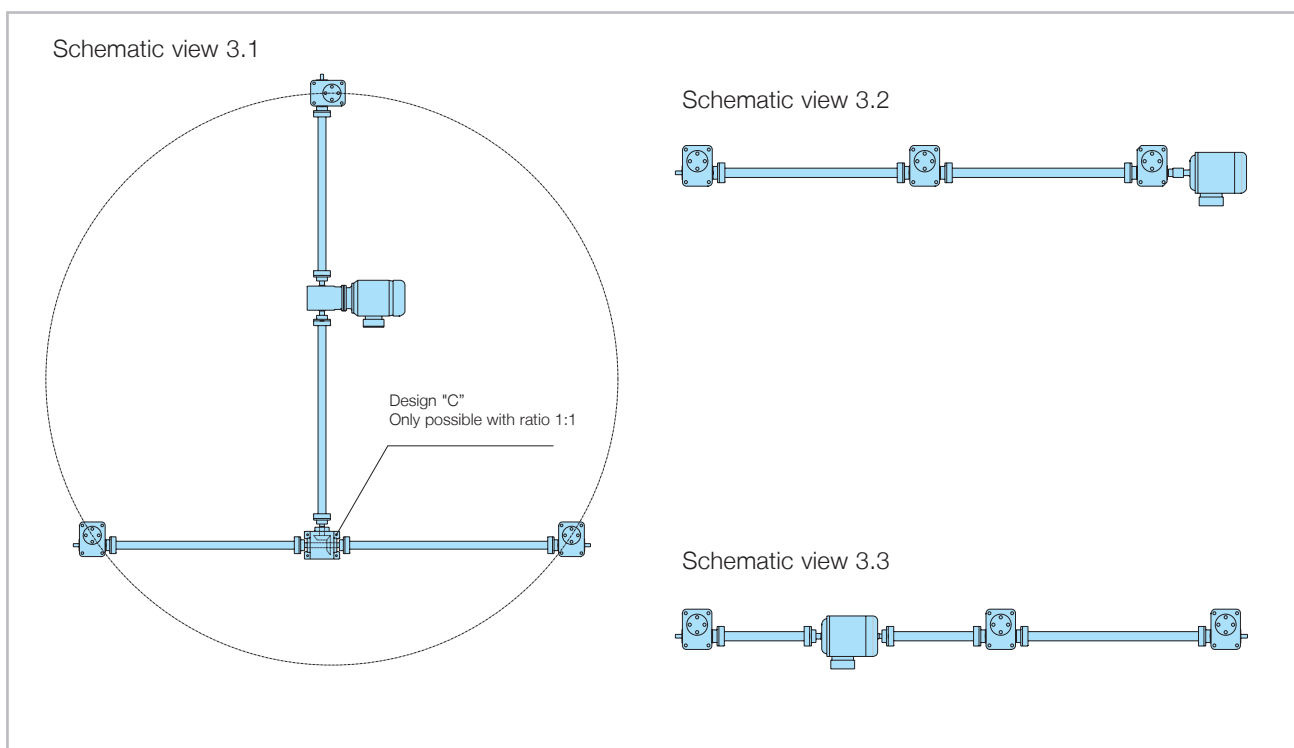 Schematic view 3.1
Schematic view 3.2
Design "C”
Only possible with ratio 1:1
Schematic view 3.3